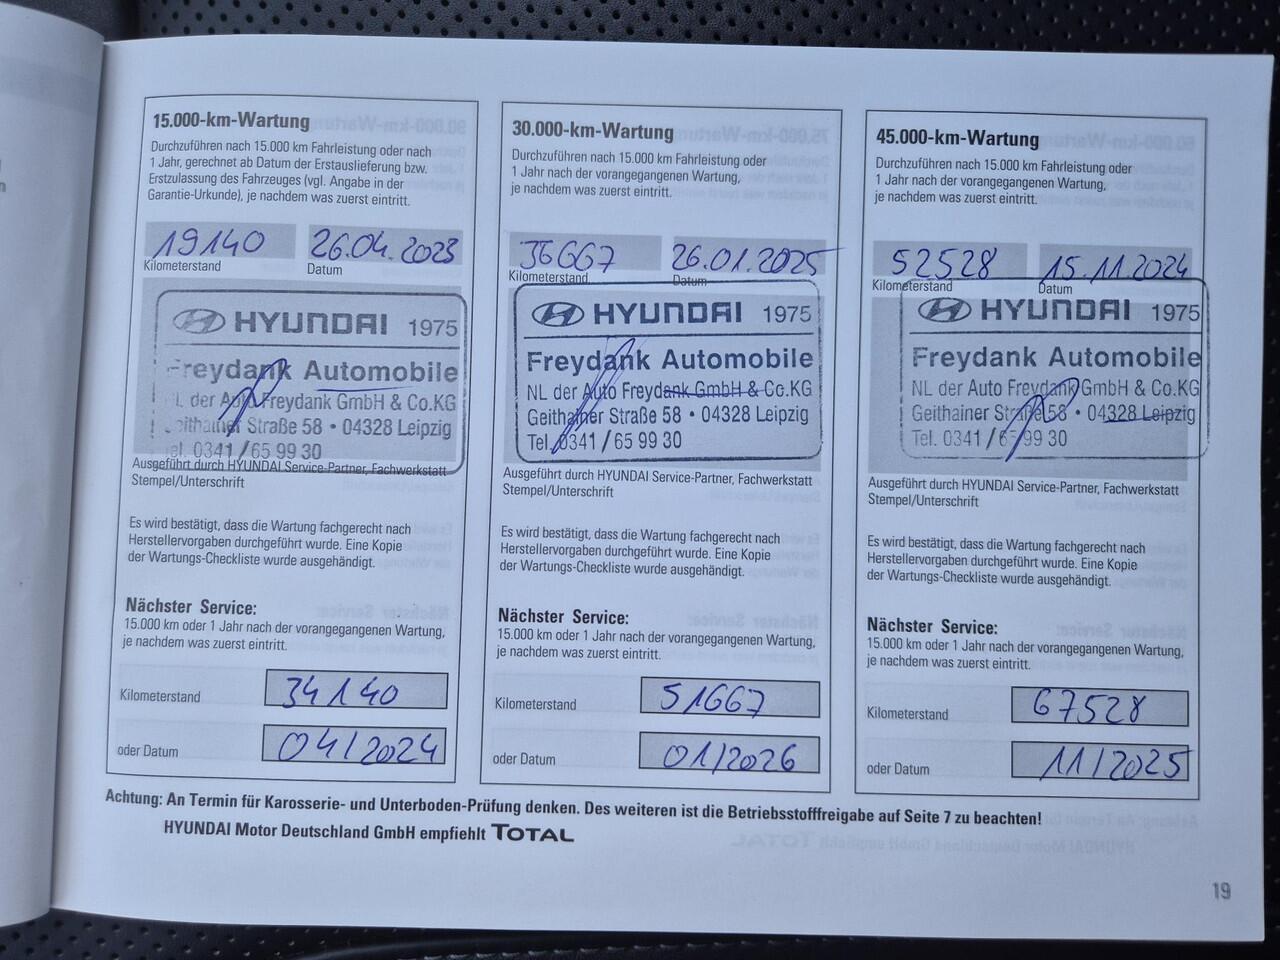 15.000-km-Wartung
Durchzuführen nach 15.000 km Fahrleistung oder nach
1 Jahr, gerechnet ab Datum der Erstauslieferung bzw.
Erstzulassung des Fahrzeuges (vgl. Angabe in der
Garantie-Urkunde), je nachdem was zuerst eintritt.
19140 26.04.2023
Kilometerstand Datum
HYUNDAI 1975
Freydank Automobile
NL der Auto Freydank GmbH & Co.KG
Geithainer Straße 58 • 04328 Leipzig
Tel. 0341/65 99 30
Ausgeführt durch HYUNDAI Service-Partner, Fachwerkstatt
Stempel/Unterschrift
Es wird bestätigt, dass die Wartung fachgerecht nach
Herstellervorgaben durchgeführt wurde. Eine Kopie
der Wartungs-Checkliste wurde ausgehändigt.
Nächster Service:
15.000 km oder 1 Jahr nach der vorangegangenen Wartung,
je nachdem was zuerst eintritt.
Kilometerstand 34140
oder Datum 04/2024
30.000-km-Wartung
Durchzuführen nach 15.000 km Fahrleistung oder
1 Jahr nach der vorangegangenen Wartung,
je nachdem was zuerst eintritt.
36667 26.01.2025
Kilometerstand Datum
HYUNDAI 1975
Freydank Automobile
NL der Auto Freydank GmbH & Co.KG
Geithainer Straße 58 • 04328 Leipzig
Tel. 0341/65 99 30
Ausgeführt durch HYUNDAI Service-Partner, Fachwerkstatt
Stempel/Unterschrift
Es wird bestätigt, dass die Wartung fachgerecht nach
Herstellervorgaben durchgeführt wurde. Eine Kopie
der Wartungs-Checkliste wurde ausgehändigt.
Nächster Service:
15.000 km oder 1 Jahr nach der vorangegangenen Wartung,
je nachdem was zuerst eintritt.
Kilometerstand 51667
oder Datum 01/2026
45.000-km-Wartung
Durchzuführen nach 15.000 km Fahrleistung oder
1 Jahr nach der vorangegangenen Wartung,
je nachdem was zuerst eintritt.
52528 15.11.2024
Kilometerstand Datum
HYUNDAI 1975
Freydank Automobile
NL der Auto Freydank GmbH & Co.KG
Geithainer Straße 58 • 04328 Leipzig
Tel. 0341/65 99 30
Ausgeführt durch HYUNDAI Service-Partner, Fachwerkstatt
Stempel/Unterschrift
Es wird bestätigt, dass die Wartung fachgerecht nach
Herstellervorgaben durchgeführt wurde. Eine Kopie
der Wartungs-Checkliste wurde ausgehändigt.
Nächster Service:
15.000 km oder 1 Jahr nach der vorangegangenen Wartung,
je nachdem was zuerst eintritt.
Kilometerstand 67528
oder Datum 11/2025
Achtung: An Termin für Karosserie- und Unterboden-Prüfung denken. Des weiteren ist die Betriebsstofffreigabe auf Seite 7 zu beachten!
HYUNDAI Motor Deutschland GmbH empfiehlt TOTAL
19